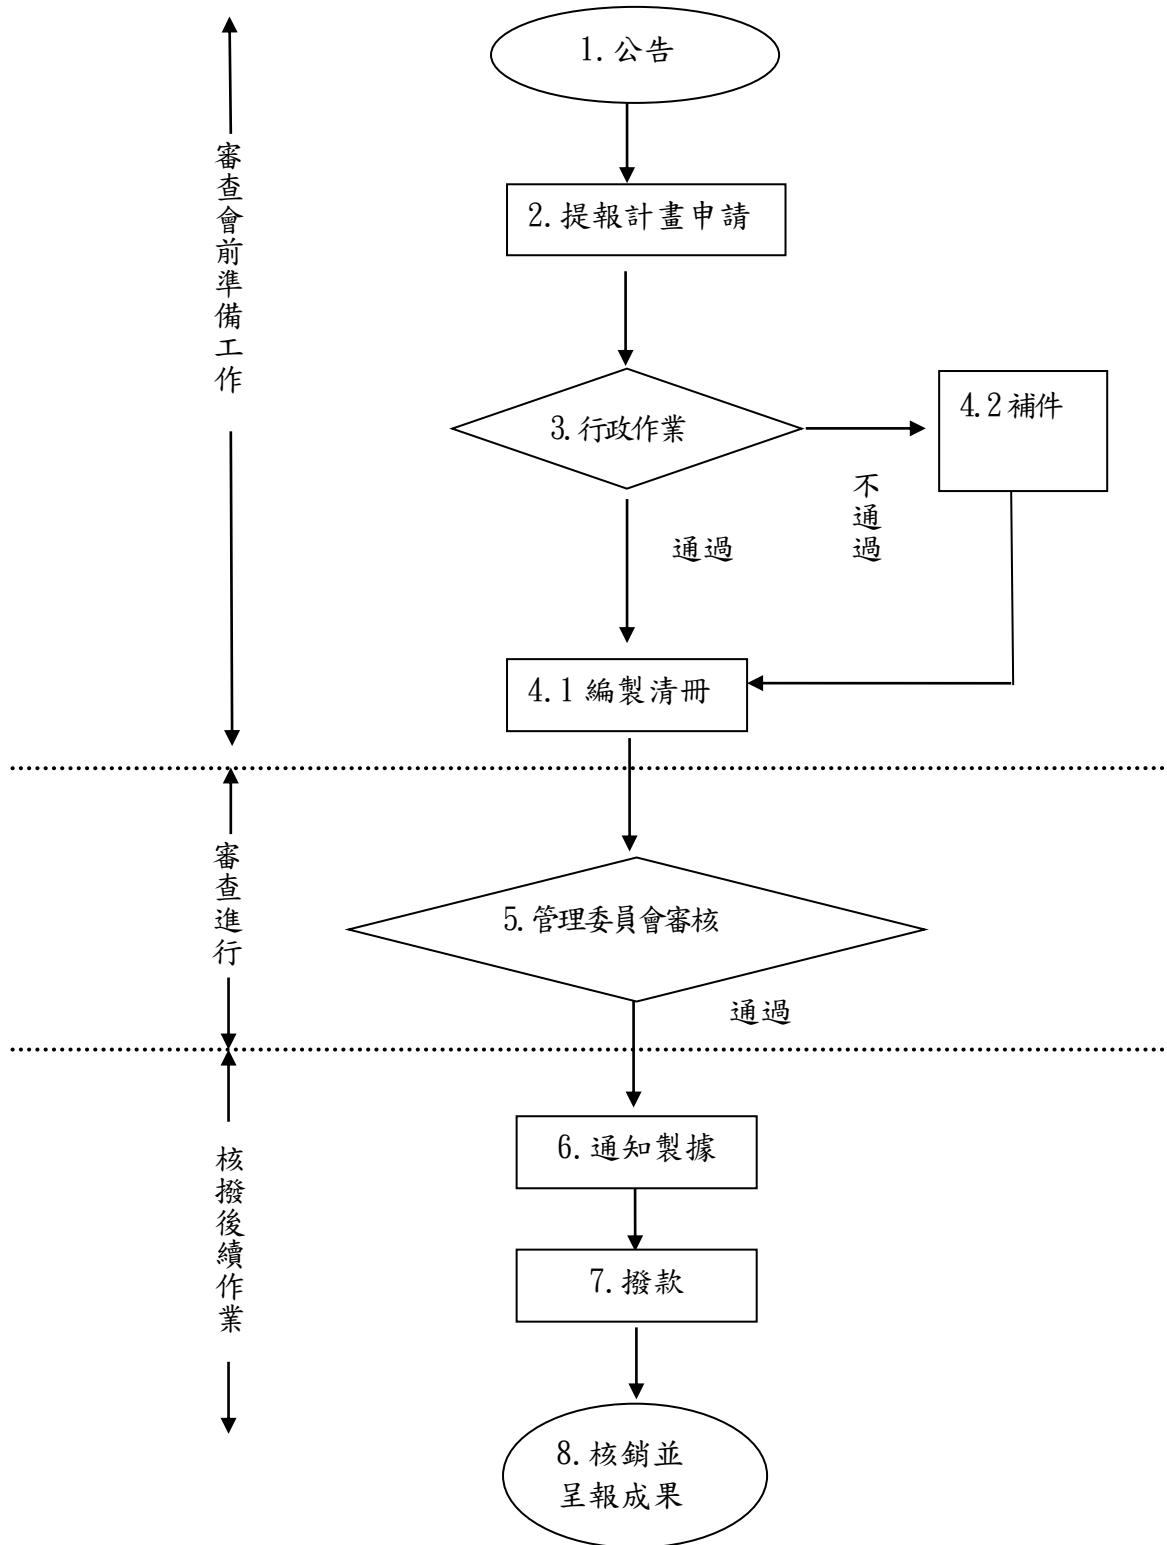 1.公告
審查會前準備工作
2.提報計畫申請
3.行政作業
4.2補件
不通過
通過
4.1編製清冊
審查進行
5.管理委員會審核
通過
核撥後續作業
6.通知製據
7.撥款
8.核銷並
呈報成果